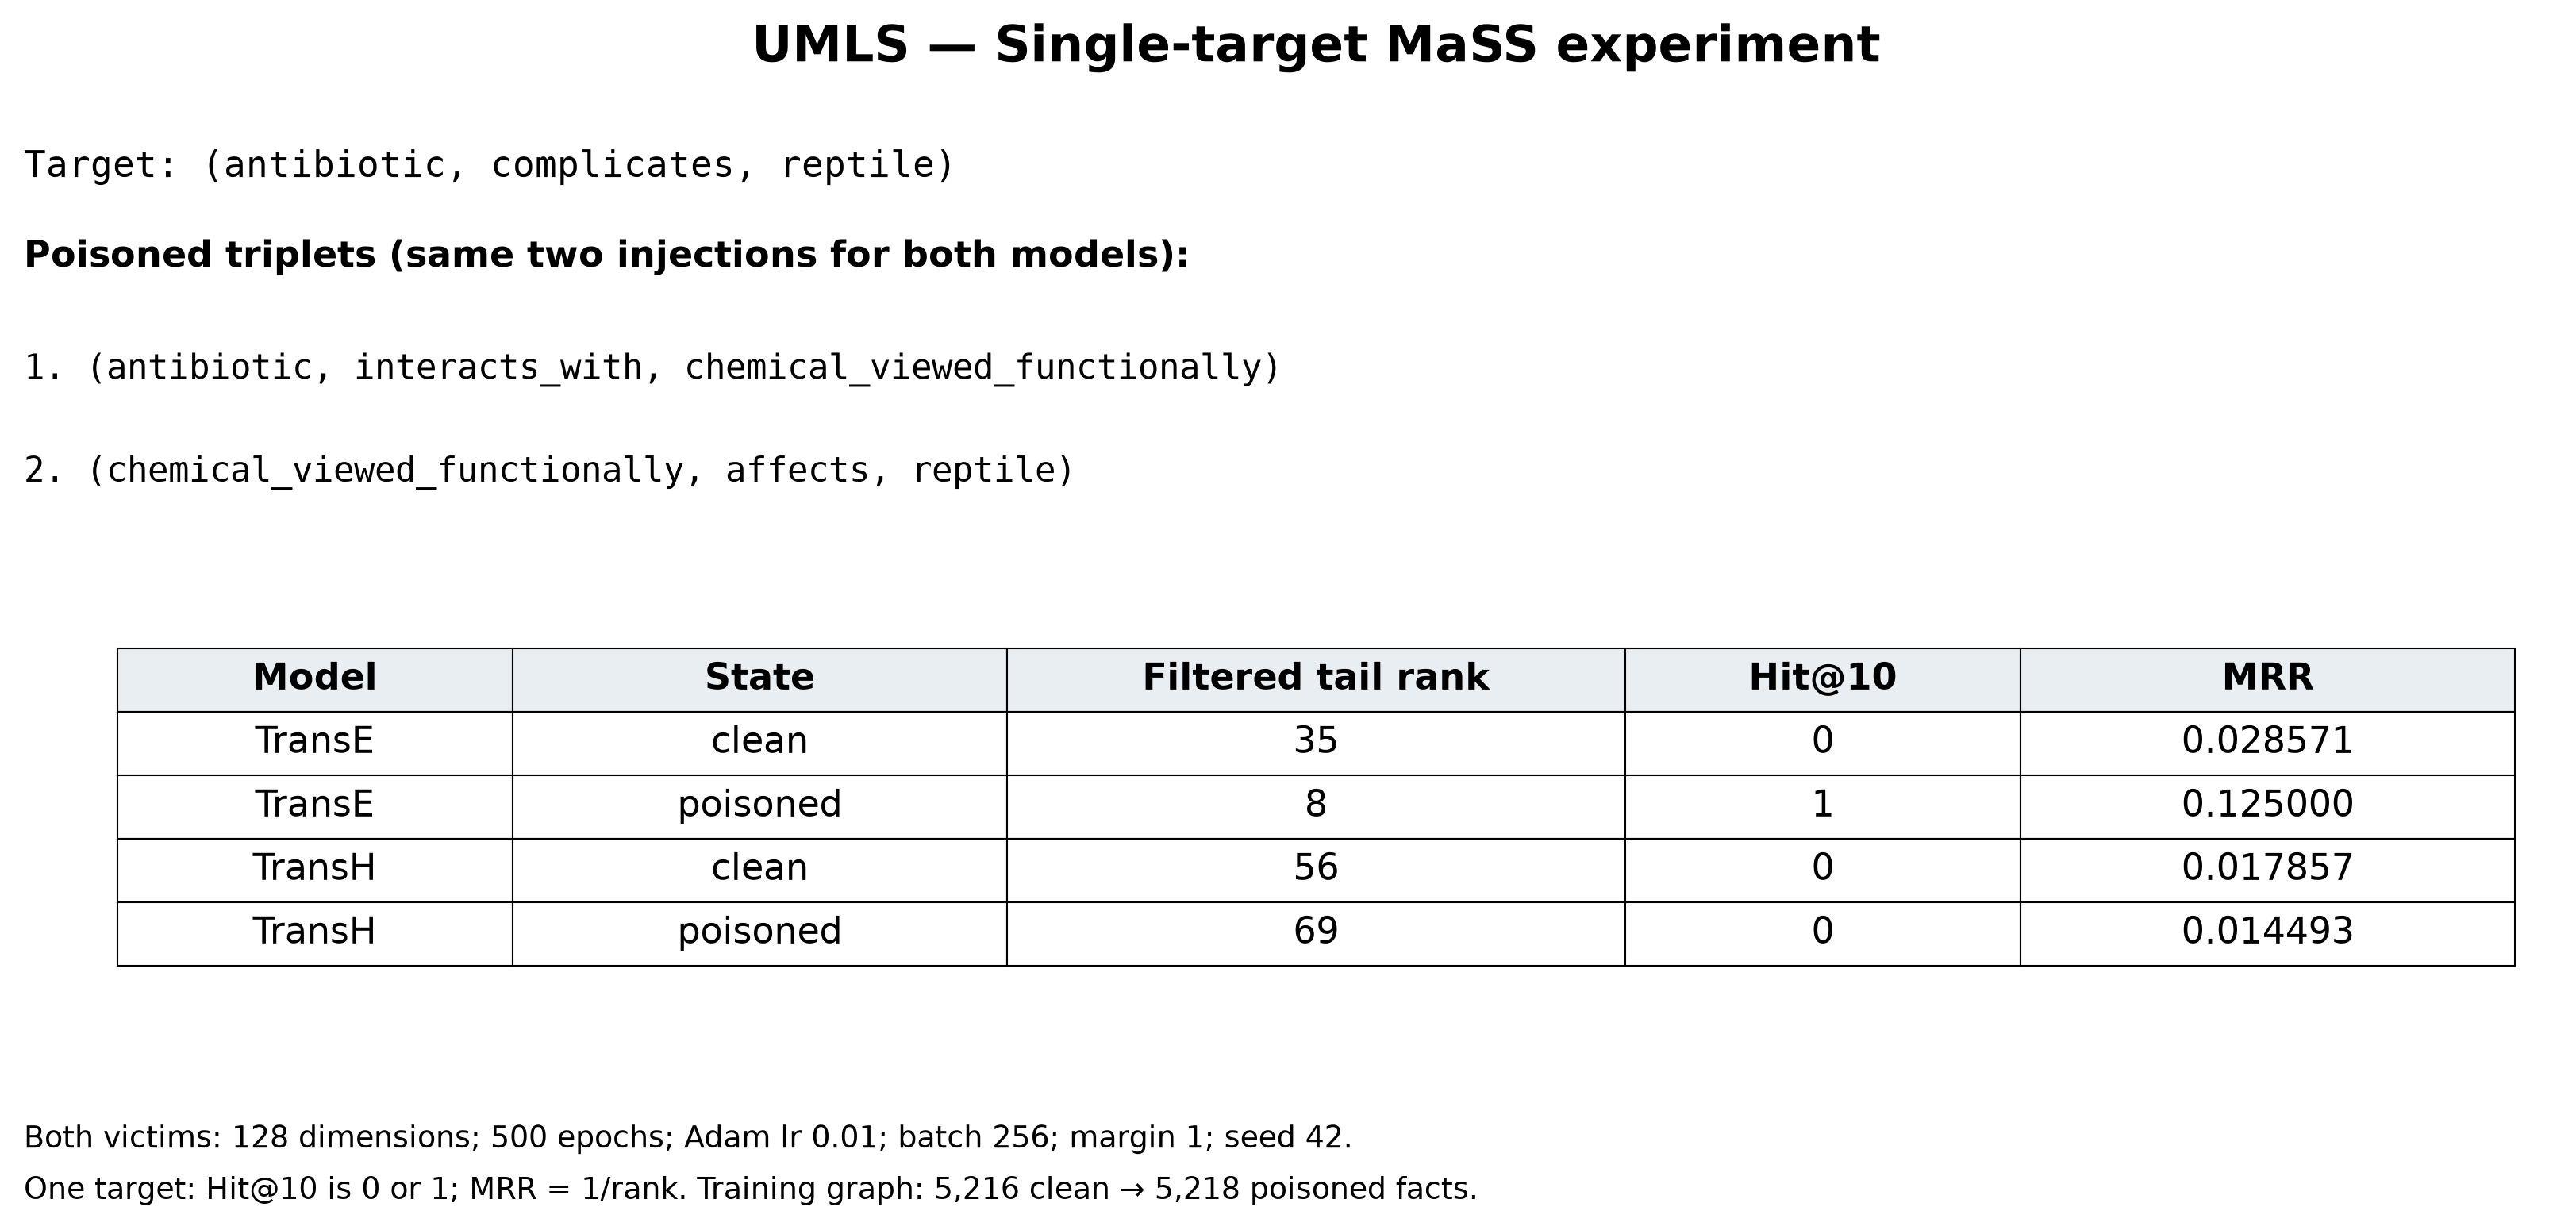 UMLS — Single-target MaSS experiment
Target: (antibiotic, complicates, reptile)
Poisoned triplets (same two injections for both models):
1. (antibiotic, interacts_with, chemical_viewed_functionally)
2. (chemical_viewed_functionally, affects, reptile)
Model State Filtered tail rank Hit@10 MRR
TransE clean 35 0 0.028571
TransE poisoned 8 1 0.125000
TransH clean 56 0 0.017857
TransH poisoned 69 0 0.014493
Both victims: 128 dimensions; 500 epochs; Adam lr 0.01; batch 256; margin 1; seed 42.
One target: Hit@10 is 0 or 1; MRR = 1/rank. Training graph: 5,216 clean → 5,218 poisoned facts.